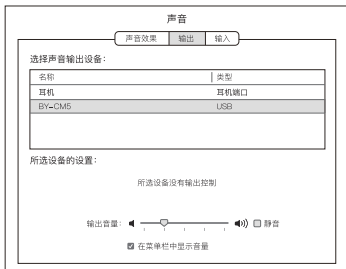 声音
声音效果 输出 输入
选择声音输出设备：
名称 类型
耳机 耳机端口
BY-CM5 USB
所选设备的设置：
所选设备没有输出控制
输出音量： 静音
在菜单栏中显示音量